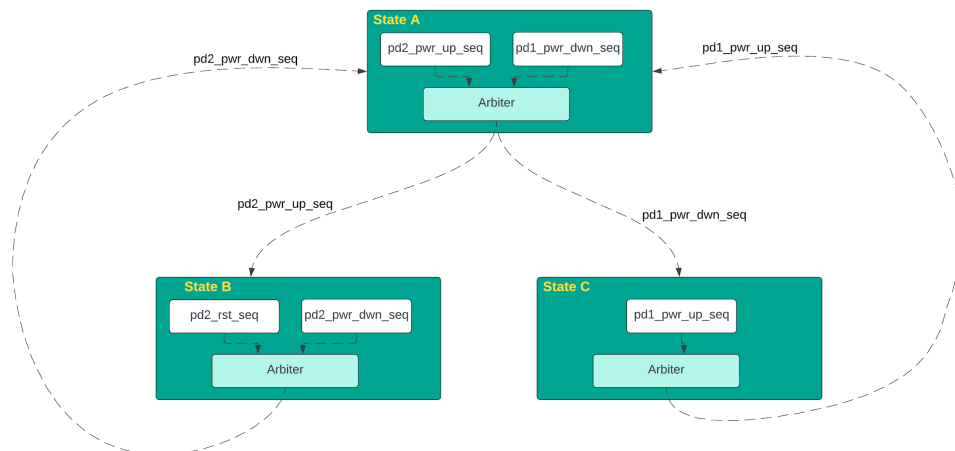 State A
pd2_pwr_up_seq
pd1_pwr_dwn_seq
Arbiter
pd2_pwr_dwn_seq
pd1_pwr_up_seq
pd2_pwr_up_seq
pd1_pwr_dwn_seq
State B
pd2_rst_seq
pd2_pwr_dwn_seq
Arbiter
State C
pd1_pwr_up_seq
Arbiter